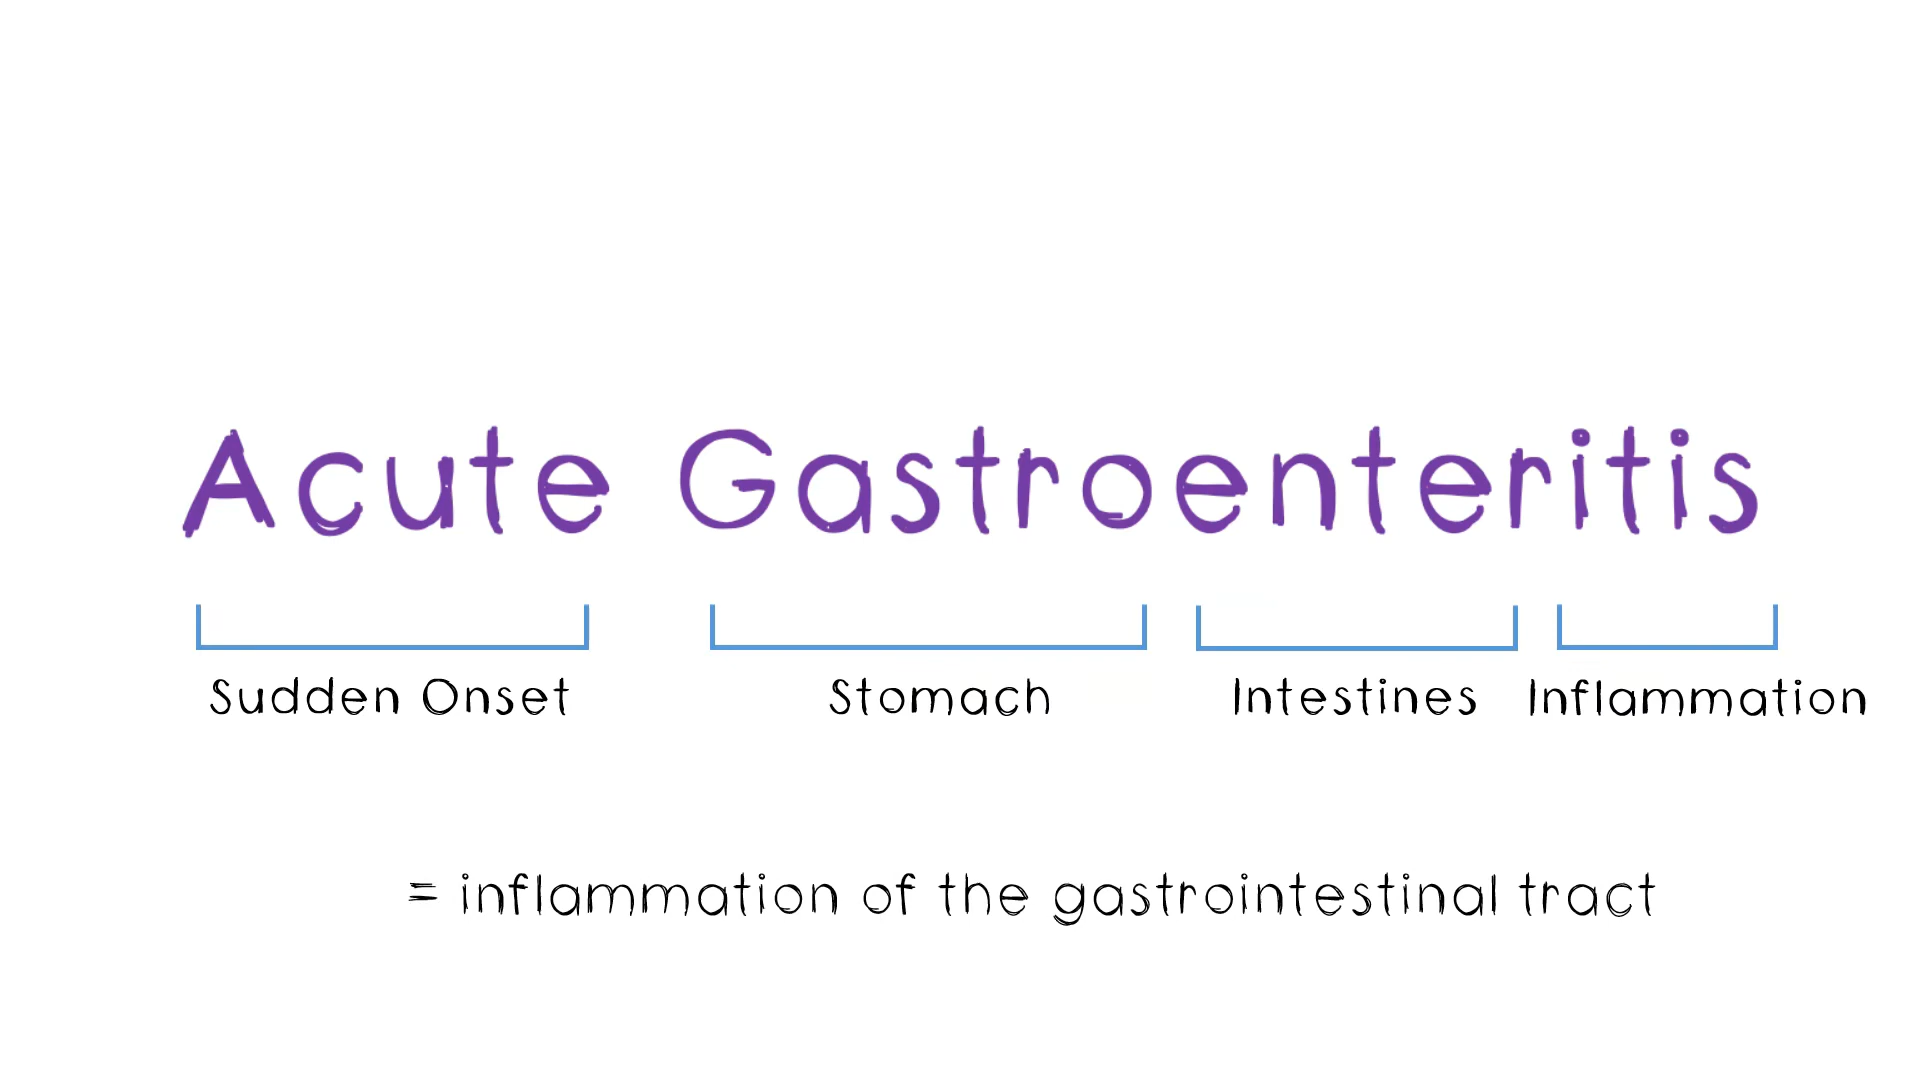 Acute Gastroenteritis
Sudden Onset Stomach Intestines Inflammation
= inflammation of the gastrointestinal tract